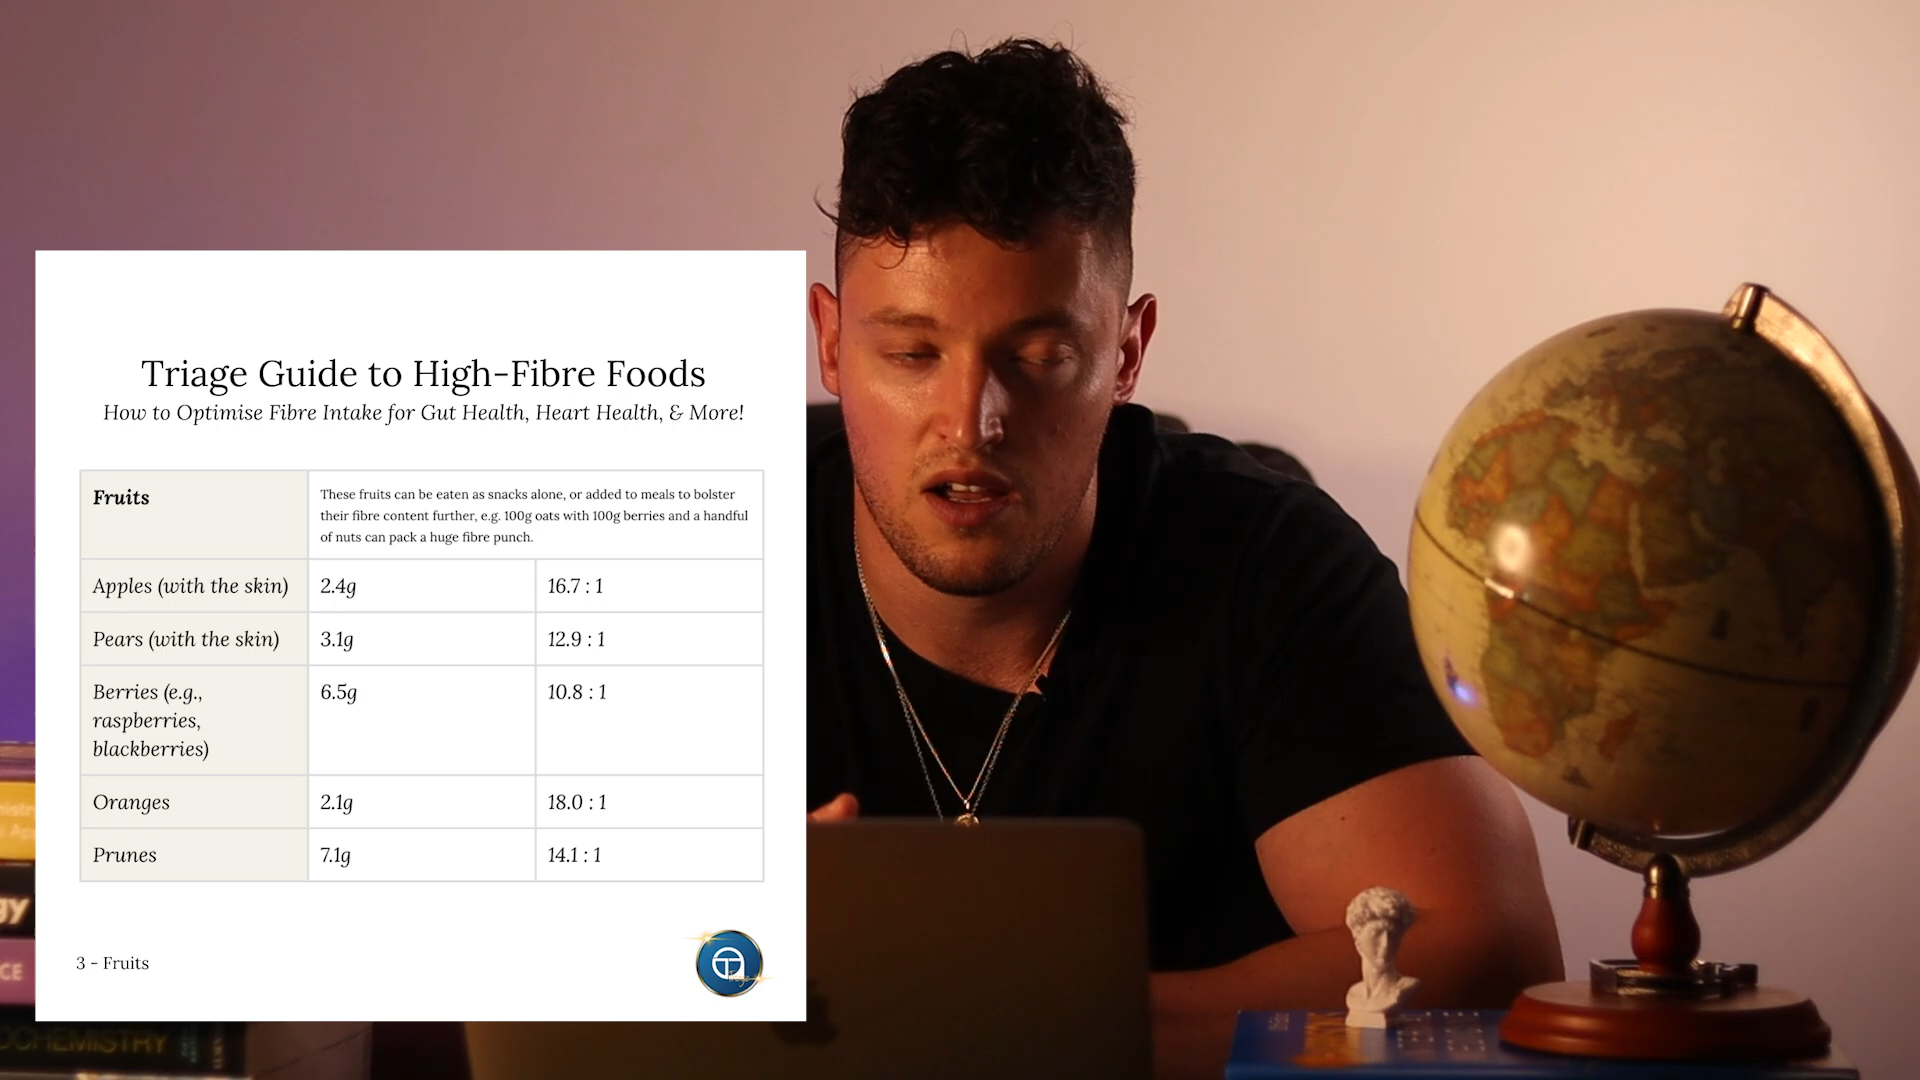 Triage Guide to High-Fibre Foods
How to Optimise Fibre Intake for Gut Health, Heart Health, & More!
Fruits
These fruits can be eaten as snacks alone, or added to meals to bolster
their fibre content further, e.g. 100g oats with 100g berries and a handful
of nuts can pack a huge fibre punch.
Apples (with the skin) 2.4g 16.7 : 1
Pears (with the skin) 3.1g 12.9 : 1
Berries (e.g., 6.5g 10.8 : 1
raspberries,
blackberries)
Oranges 2.1g 18.0 : 1
Prunes 7.1g 14.1 : 1
3 - Fruits
gy
CE
OCHEMISTRY